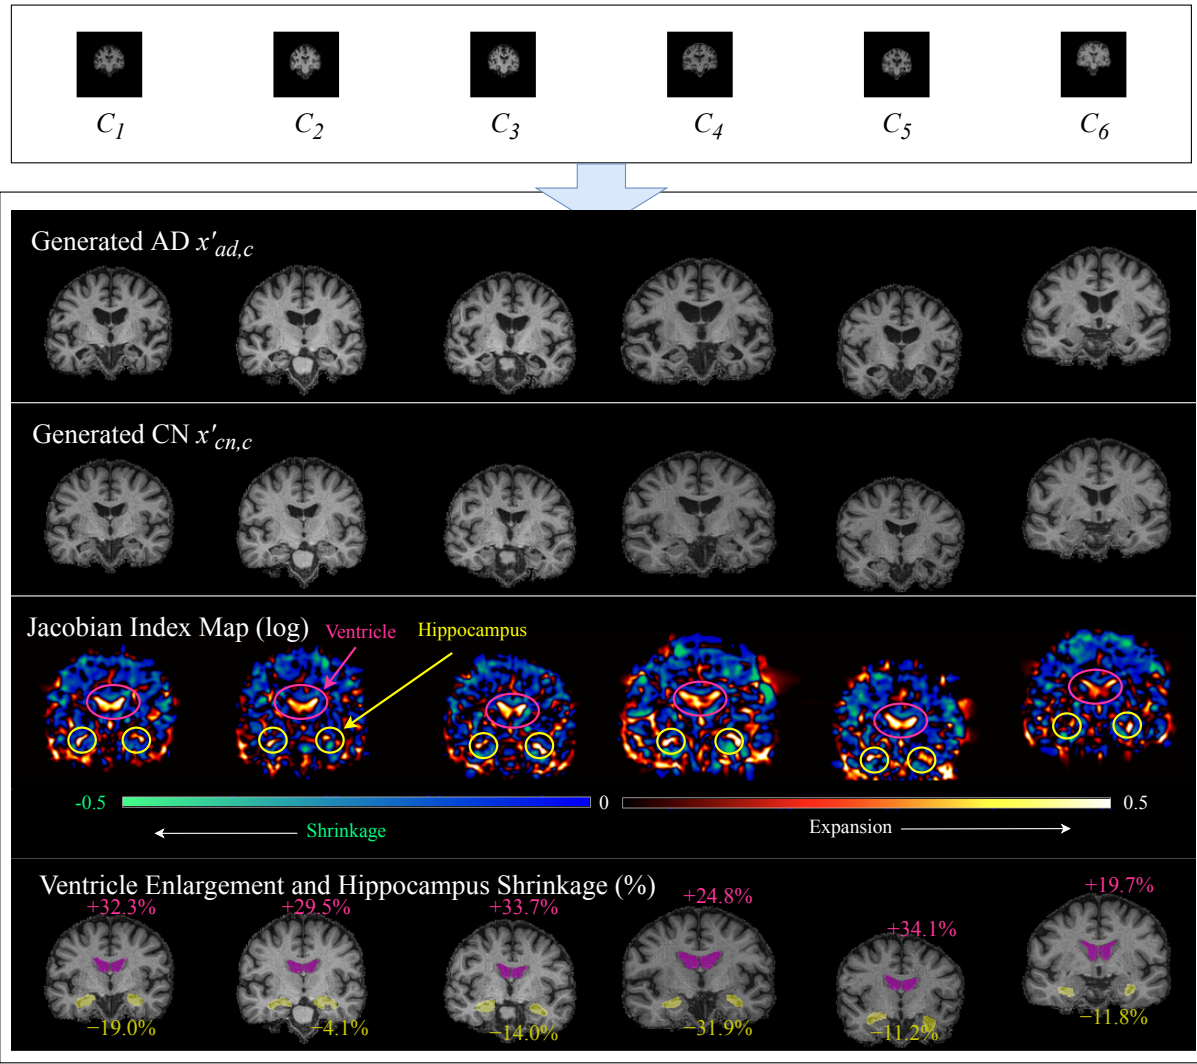 C1 C2 C3 C4 C5 C6
Generated AD x'ad,c
Generated CN x'cn,c
Jacobian Index Map (log)
Ventricle
Hippocampus
-0.5 0 0.5
Shrinkage
Expansion
Ventricle Enlargement and Hippocampus Shrinkage (%)
+32.3% +29.5% +33.7% +24.8% +34.1% +19.7%
−19.0% −4.1% −14.0% −31.9% −11.2% −11.8%